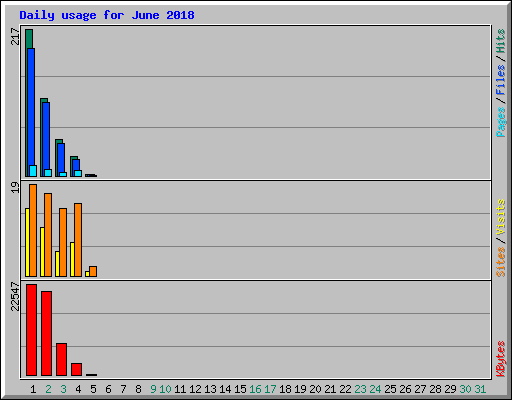 Daily usage for June 2018
217
Pages/Files/Hits
19
Sites/Visits
22547
KBytes
1 2 3 4 5 6 7 8 9 10 11 12 13 14 15 16 17 18 19 20 21 22 23 24 25 26 27 28 29 30 31